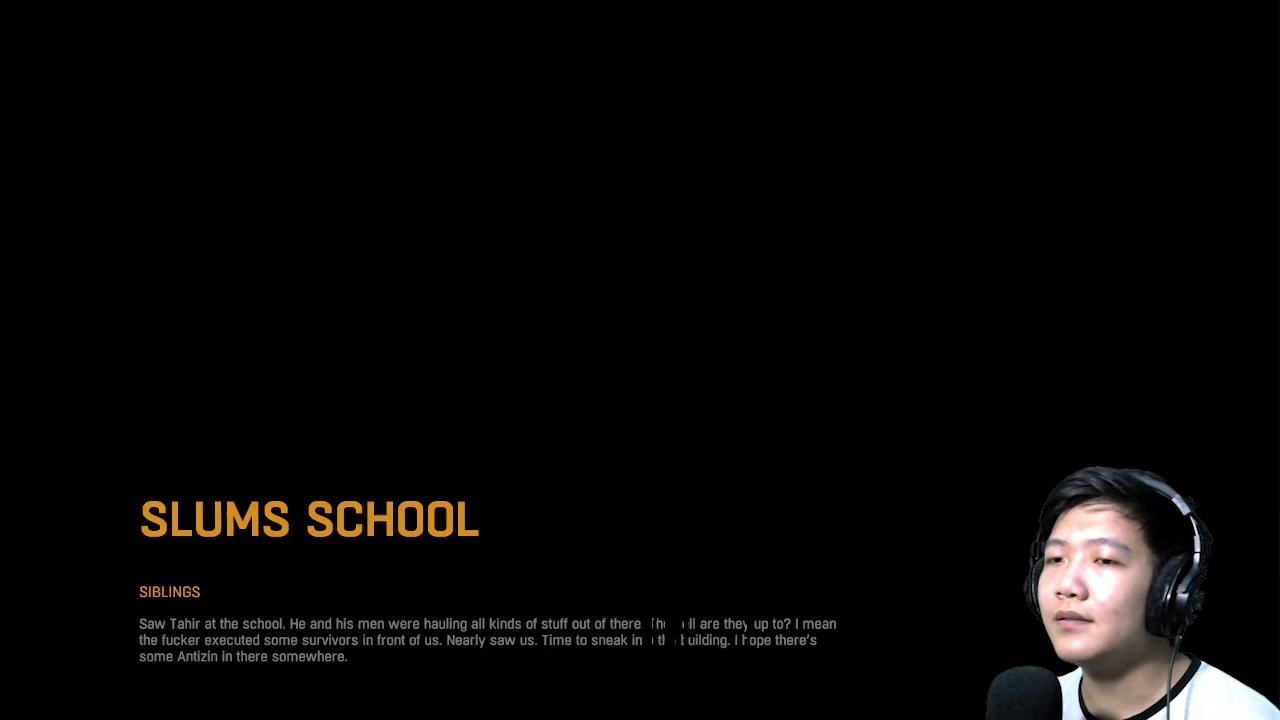 SLUMS SCHOOL
SIBLINGS
Saw Tahir at the school. He and his men were hauling all kinds of stuff out of there are they up to? I mean
the fucker executed some survivors in front of us. Nearly saw us. Time to sneak in I hope there's
some Antizin in there somewhere.